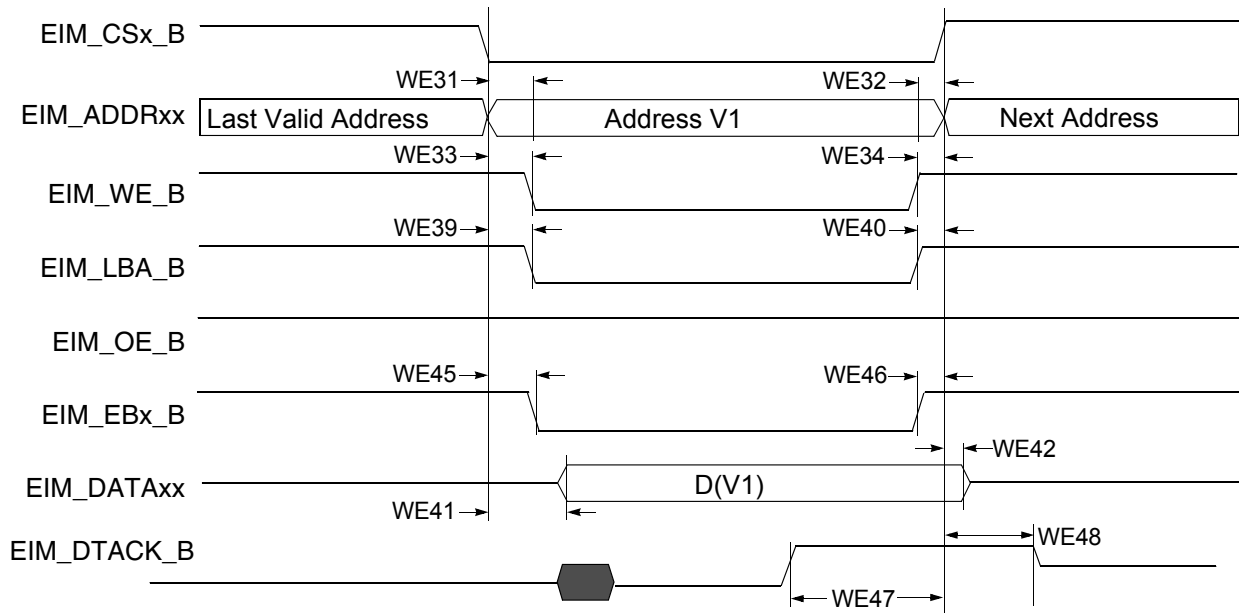 EIM_CSx_B
WE31
WE32
EIM_ADDRxx
Last Valid Address
Address V1
Next Address
WE33
WE34
EIM_WE_B
WE39
WE40
EIM_LBA_B
EIM_OE_B
WE45
WE46
EIM_EBx_B
WE42
EIM_DATAxx
D(V1)
WE41
EIM_DTACK_B
WE48
WE47